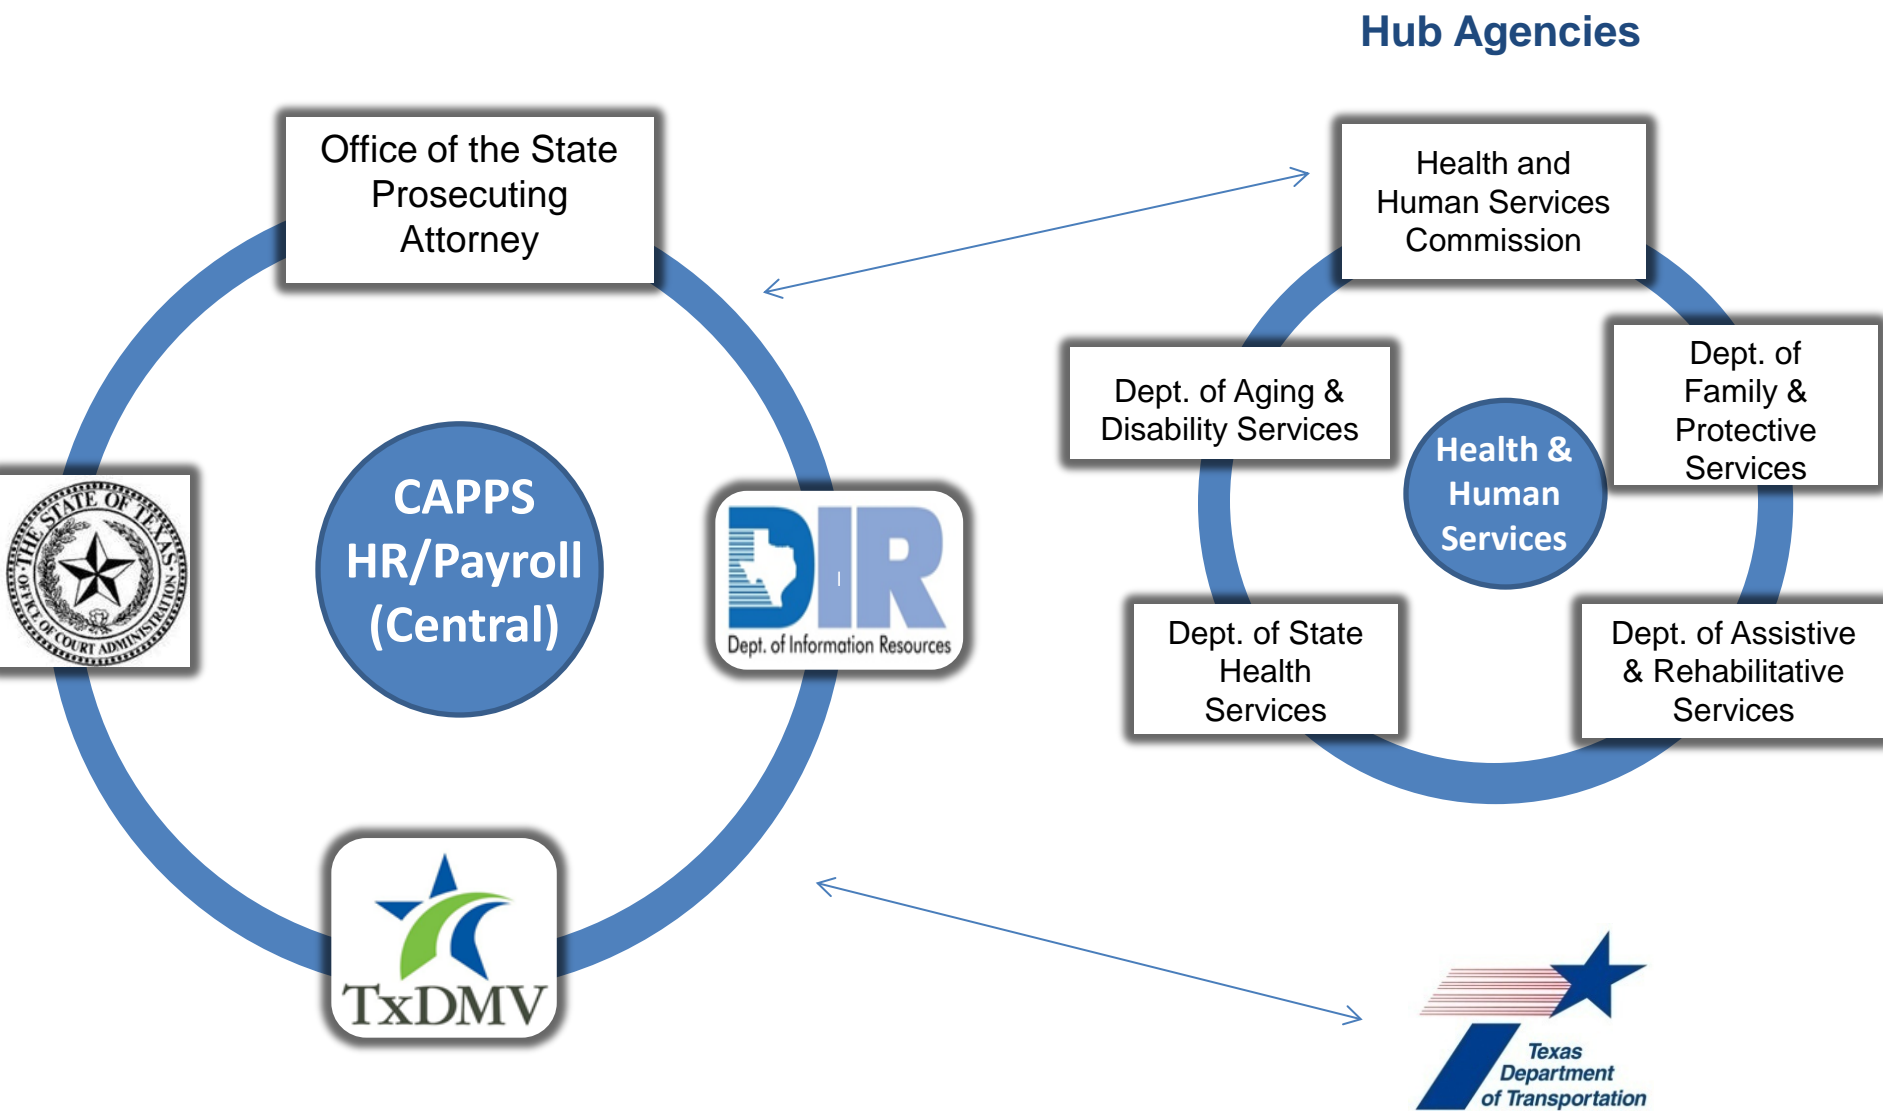 Hub Agencies
Office of the State
Prosecuting
Attorney
Health and
Human Services
Commission
Dept. of Aging &
Disability Services
Dept. of
Family &
Protective
Services
Health &
Human
Services
CAPPS
HR/Payroll
(Central)
THE STATE OF TEXAS
OFFICE OF COURT ADMINISTRATION
DIR
Dept. of Information Resources
Dept. of State
Health
Services
Dept. of Assistive
& Rehabilitative
Services
TxDMV
Texas
Department
of Transportation